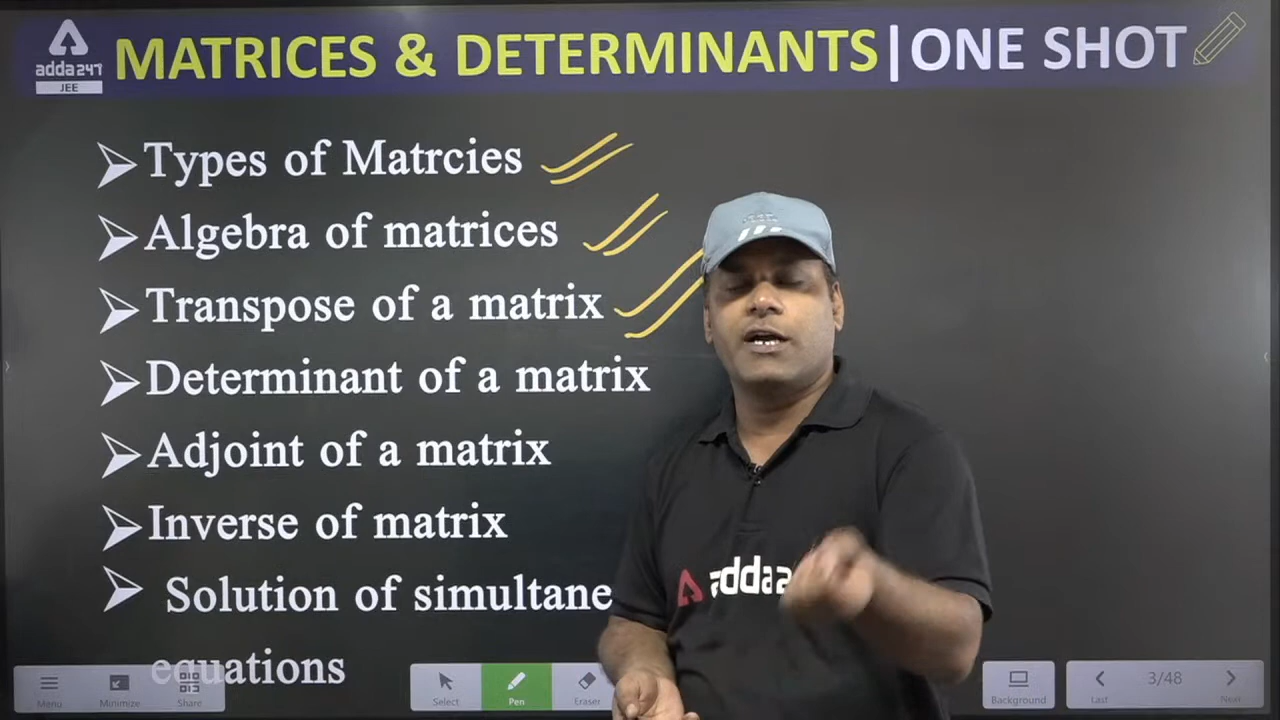 adda247
JEE
MATRICES & DETERMINANTS|ONE SHOT
Types of Matrcies
Algebra of matrices
Transpose of a matrix
Determinant of a matrix
Adjoint of a matrix
Inverse of matrix
Solution of simultane
equations
adda2
Menu
Minimize
Share
Select
Pen
Eraser
Background
Last
3/48
Next